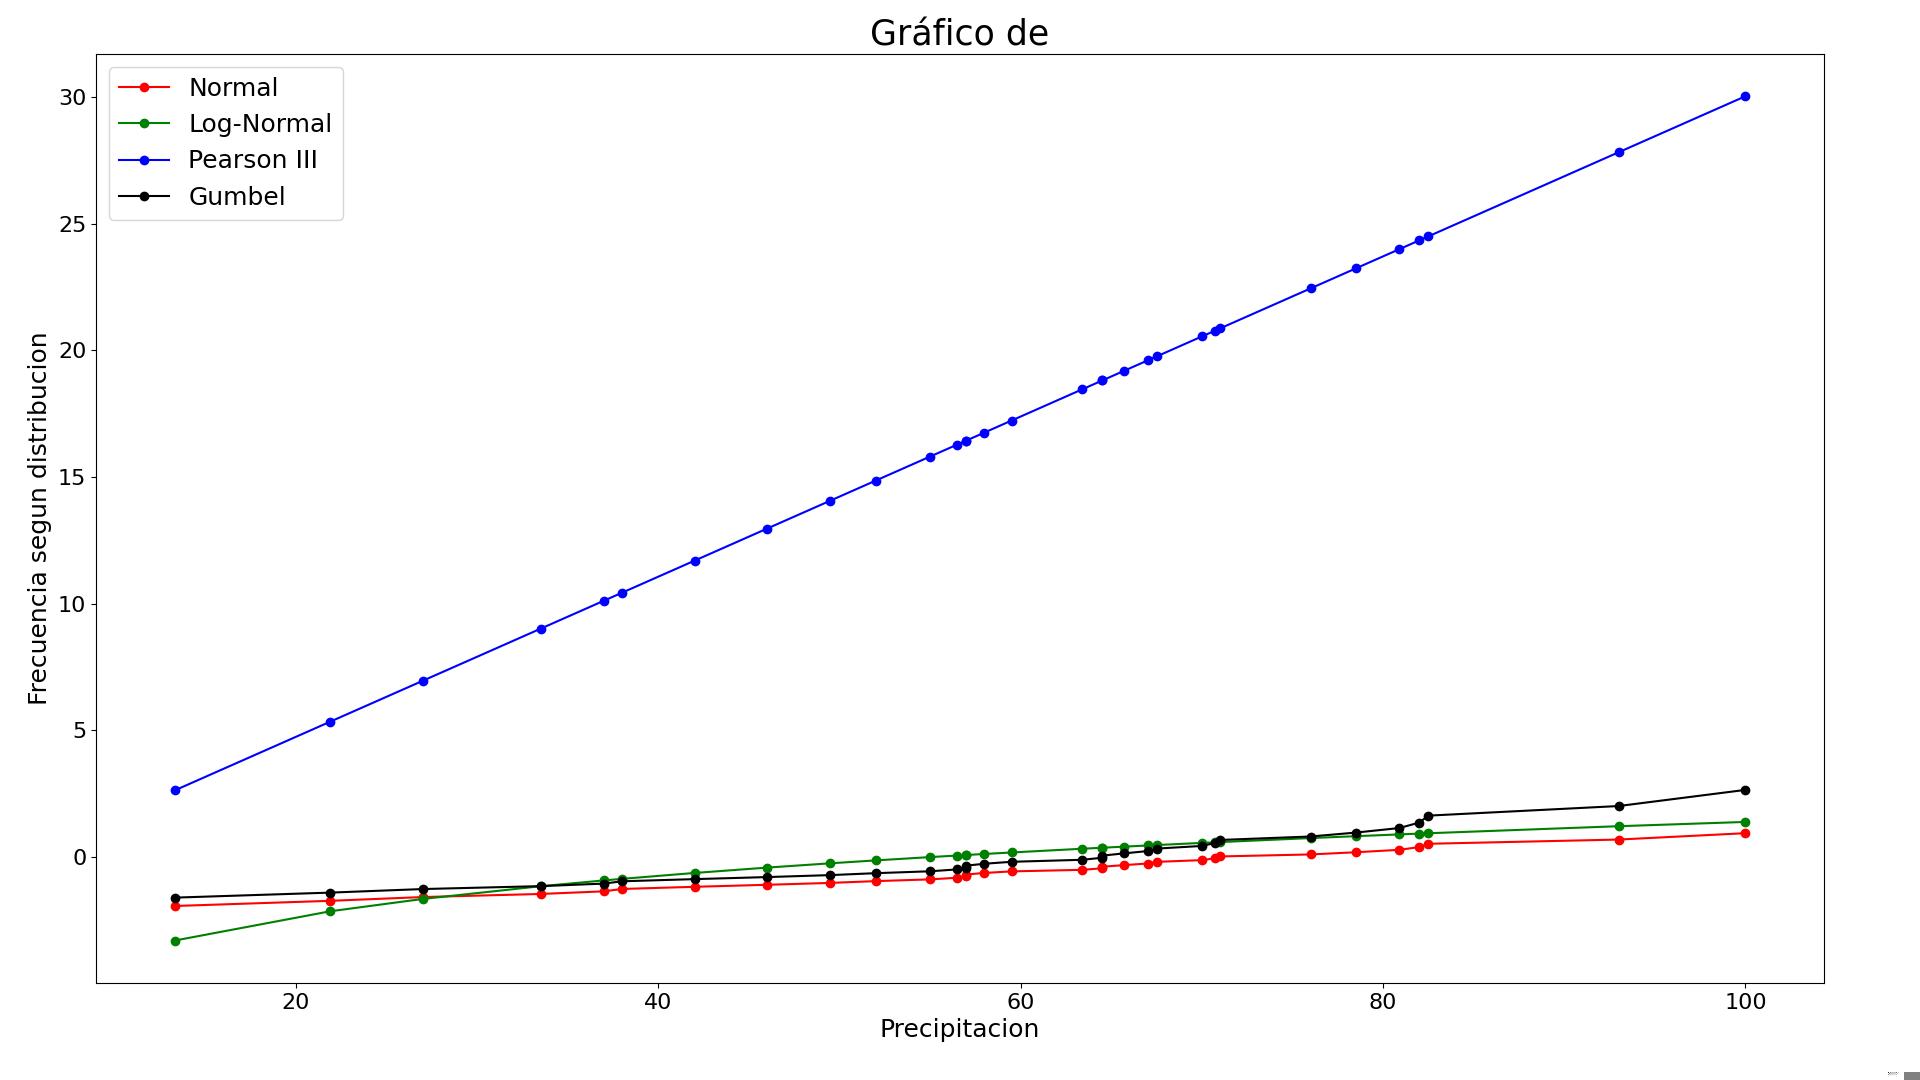 Gráfico de
Normal
Log-Normal
Pearson III
Gumbel
Frecuencia segun distribucion
30
25
20
15
10
5
0
20
40
60
80
100
Precipitacion